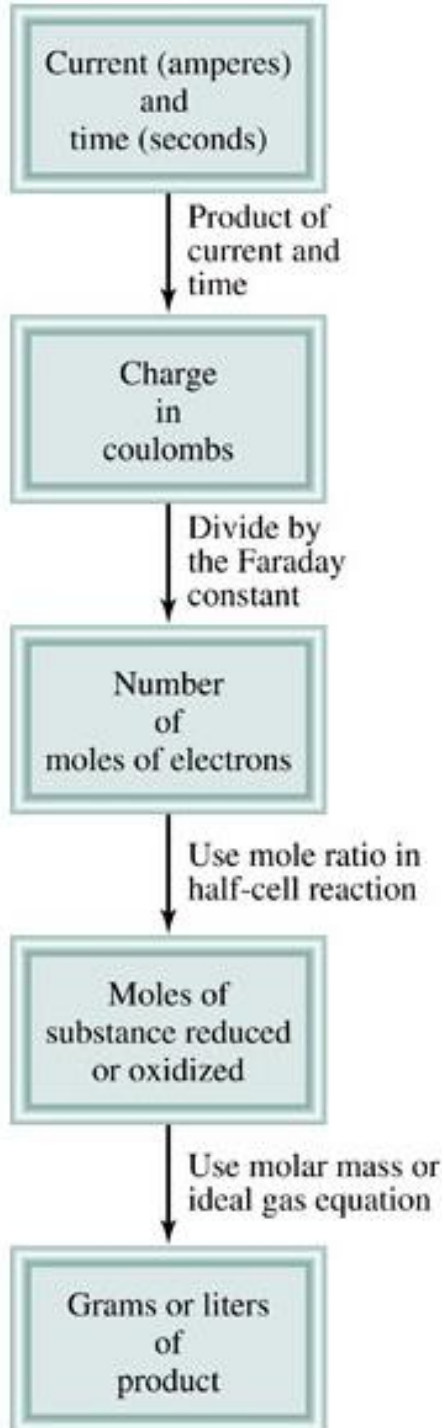 Current (amperes)
and
time (seconds)
Product of
current and
time
Charge
in
coulombs
Divide by
the Faraday
constant
Number
of
moles of electrons
Use mole ratio in
half-cell reaction
Moles of
substance reduced
or oxidized
Use molar mass or
ideal gas equation
Grams or liters
of
product